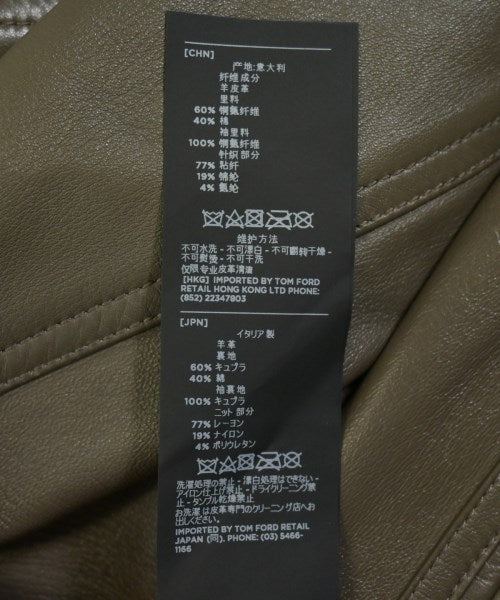 [CHN]
产地:意大利
纤维成分
羊皮革
里料
60% 铜氨纤维
40% 棉
袖里料
100% 铜氨纤维
针织部分
77% 粘纤
19% 锦纶
4% 氨纶
维护方法
不可水洗 - 不可漂白 - 不可翻转干燥 -
不可熨烫 - 不可干洗
仅限专业皮革清洁
[HKG] IMPORTED BY TOM FORD
RETAIL HONG KONG LTD PHONE:
(852) 22347803
[JPN]
イタリア製
羊革
裏地
60% キュプラ
40% 綿
袖裏地
100% キュプラ
ニット部分
77% レーヨン
19% ナイロン
4% ポリウレタン
洗濯処理の禁止 - 漂白処理はできない -
アイロン仕上げ禁止 - ドライクリーニング禁
止 - タンブル乾燥禁止
お洗濯は皮革専門のクリーニング店へお
出しください。
IMPORTED BY TOM FORD RETAIL
JAPAN (同). PHONE: (03) 5466-
1166